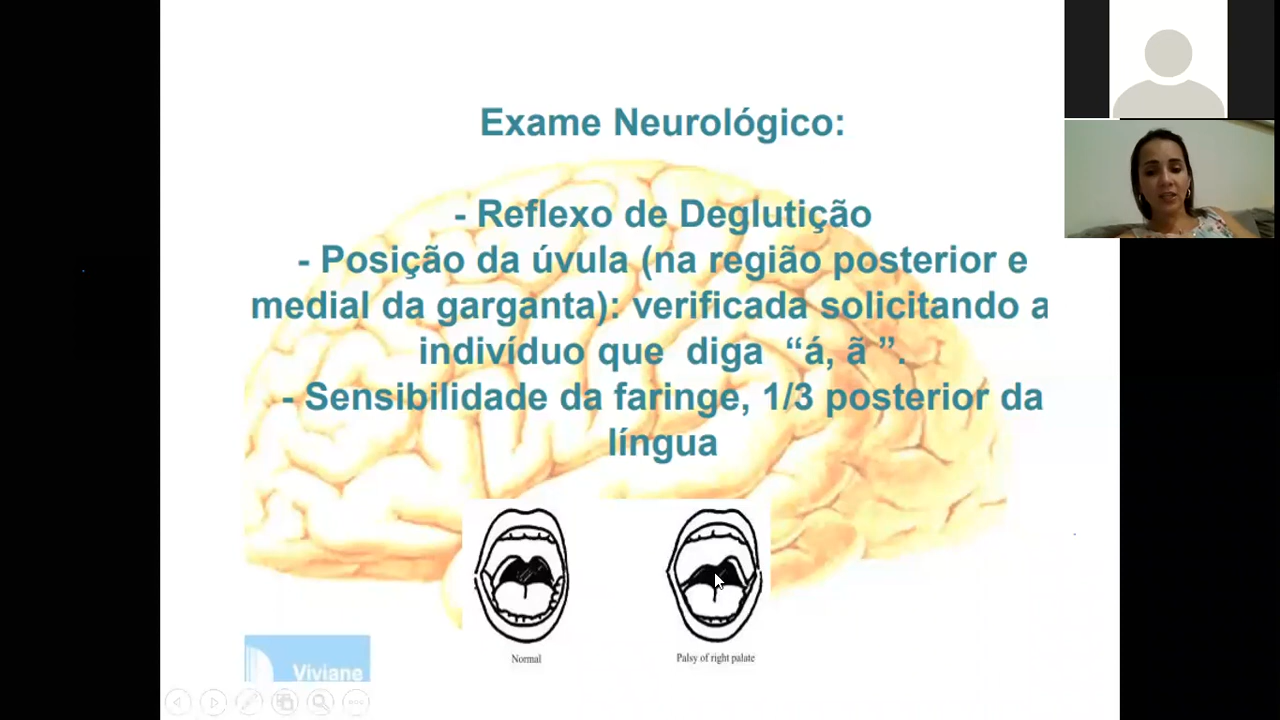 Exame Neurológico:
- Reflexo de Deglutição
- Posição da úvula (na região posterior e
medial da garganta): verificada solicitando a
indivíduo que diga “á, ã ”.
- Sensibilidade da faringe, 1/3 posterior da
língua
Normal
Palsy of right palate
Viviane